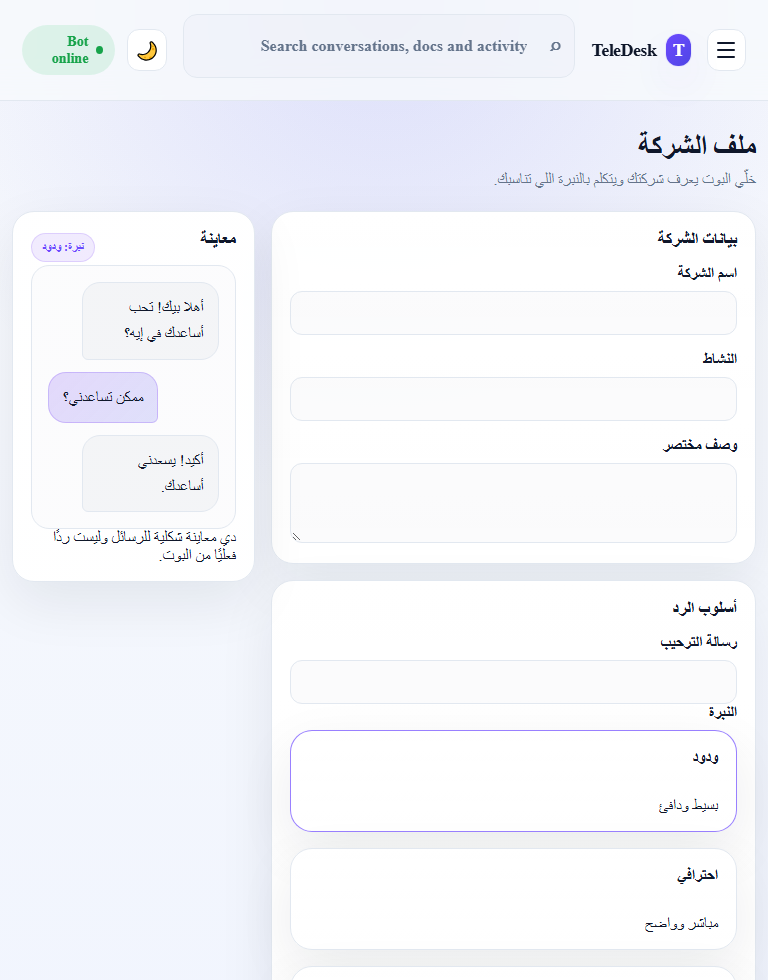 T TeleDesk
Search conversations, docs and activity
Bot online
ملف الشركة
خلّي البوت يعرف شركتك ويتكلم بالنبرة اللي تناسبك.
بيانات الشركة
اسم الشركة
النشاط
وصف مختصر
أسلوب الرد
رسالة الترحيب
النبرة
ودود
بسيط ودافئ
احترافي
مباشر وواضح
معاينة
نبرة: ودود
أهلا بيك! تحب
أساعدك في إيه؟
ممكن تساعدني؟
أكيد! يسعدني
أساعدك.
دي معاينة شكلية للرسائل وليست ردًا
فعليًا من البوت.